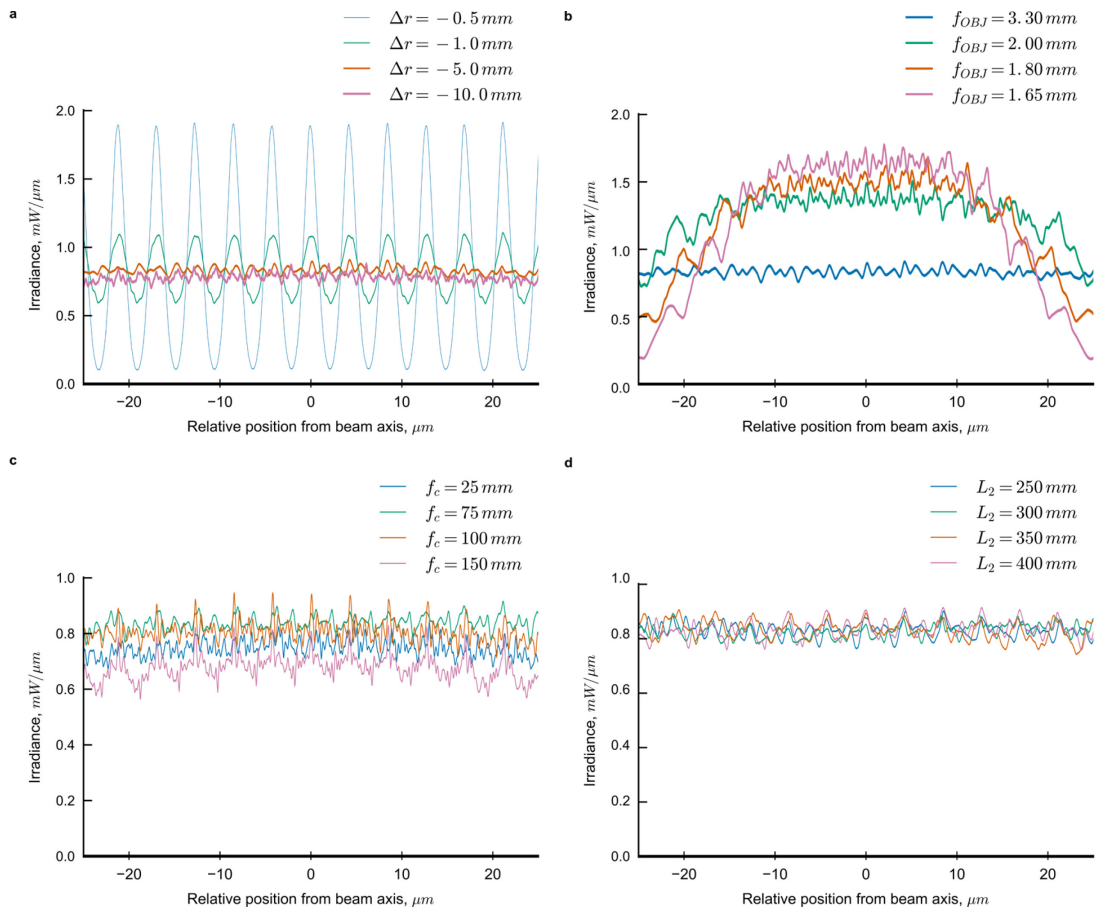 a
Δr = −0.5 mm
Δr = −1.0 mm
Δr = −5.0 mm
Δr = −10.0 mm
2.0
1.5
1.0
0.5
0.0
Irradiance, mW/μm
−20
−10
0
10
20
Relative position from beam axis, μm
b
f_OBJ = 3.30 mm
f_OBJ = 2.00 mm
f_OBJ = 1.80 mm
f_OBJ = 1.65 mm
2.0
1.5
1.0
0.5
0.0
Irradiance, mW/μm
−20
−10
0
10
20
Relative position from beam axis, μm
c
f_c = 25 mm
f_c = 75 mm
f_c = 100 mm
f_c = 150 mm
1.0
0.8
0.6
0.4
0.2
0.0
Irradiance, mW/μm
−20
−10
0
10
20
Relative position from beam axis, μm
d
L_2 = 250 mm
L_2 = 300 mm
L_2 = 350 mm
L_2 = 400 mm
1.0
0.8
0.6
0.4
0.2
0.0
Irradiance, mW/μm
−20
−10
0
10
20
Relative position from beam axis, μm